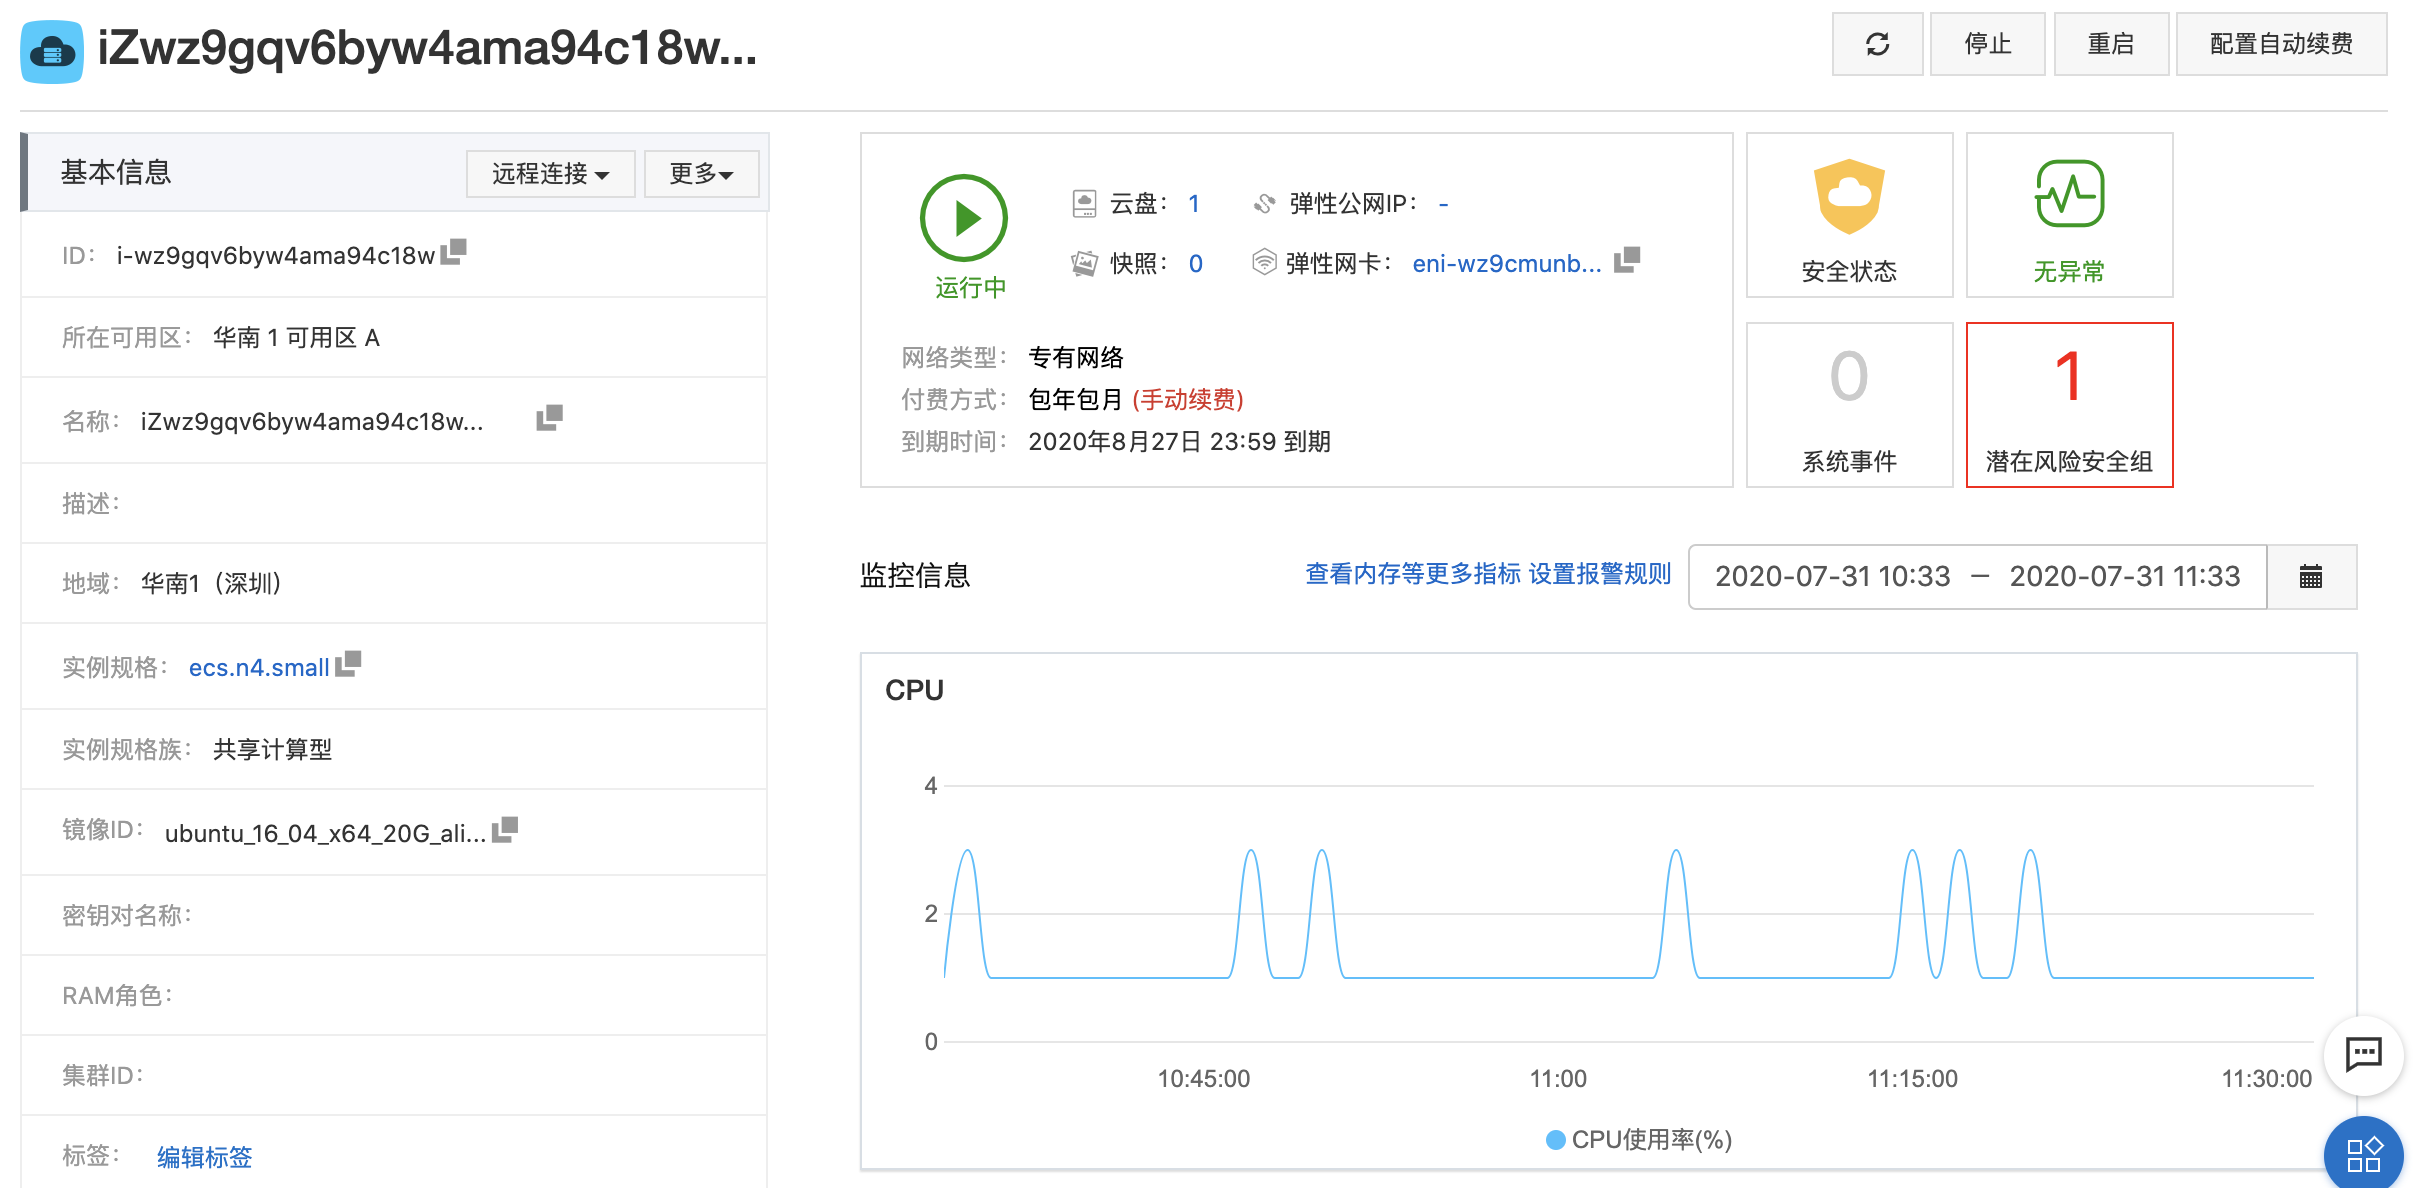 iZwz9gqv6byw4ama94c18w...
停止
重启
配置自动续费
基本信息
远程连接
更多
ID： i-wz9gqv6byw4ama94c18w
所在可用区： 华南 1 可用区 A
名称： iZwz9gqv6byw4ama94c18w...
描述：
地域： 华南1（深圳）
实例规格： ecs.n4.small
实例规格族： 共享计算型
镜像ID： ubuntu_16_04_x64_20G_ali...
密钥对名称：
RAM角色：
集群ID：
标签： 编辑标签
运行中
云盘： 1
弹性公网IP： -
快照： 0
弹性网卡： eni-wz9cmunb...
网络类型： 专有网络
付费方式： 包年包月 (手动续费)
到期时间： 2020年8月27日 23:59 到期
安全状态
无异常
0
系统事件
1
潜在风险安全组
监控信息
查看内存等更多指标 设置报警规则
2020-07-31 10:33 – 2020-07-31 11:33
CPU
4
2
0
10:45:00
11:00
11:15:00
11:30:00
CPU使用率(%)